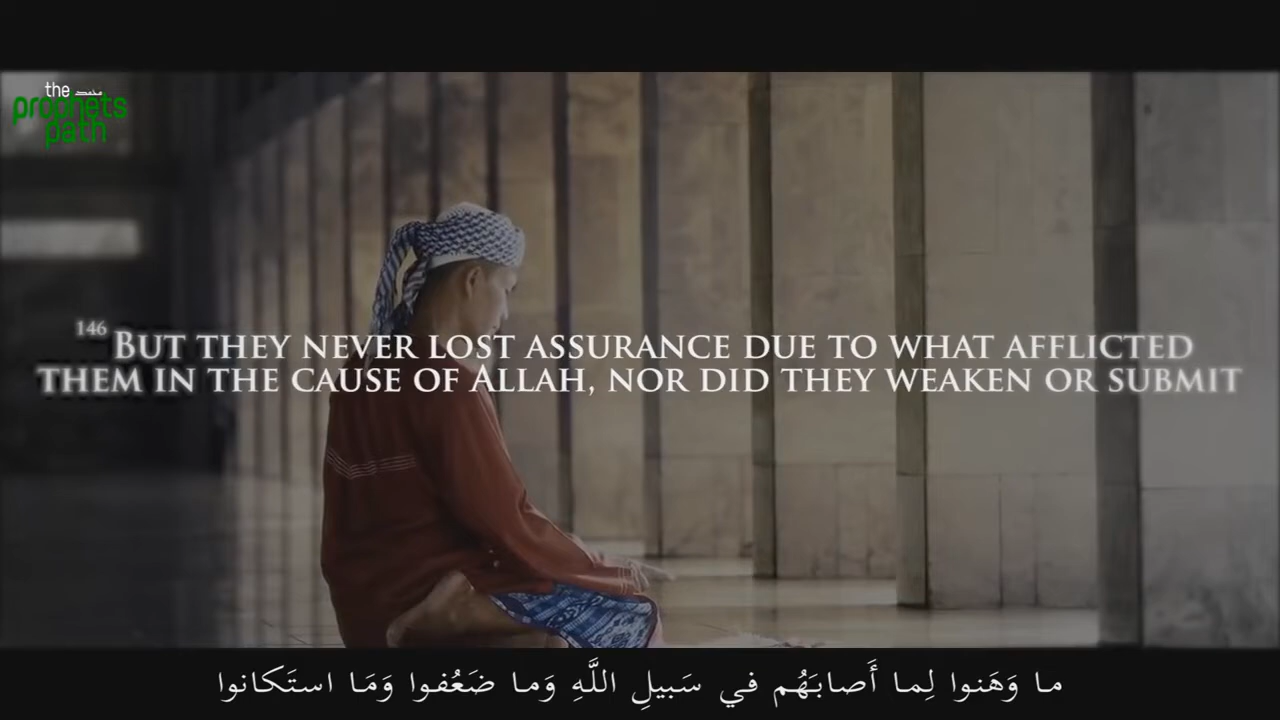 the
prophets
path
146 BUT THEY NEVER LOST ASSURANCE DUE TO WHAT AFFLICTED
THEM IN THE CAUSE OF ALLAH, NOR DID THEY WEAKEN OR SUBMIT
ما وَهَنوا لِما أَصابَهُم في سَبيلِ اللَّهِ وَما ضَعُفوا وَمَا استَكانوا